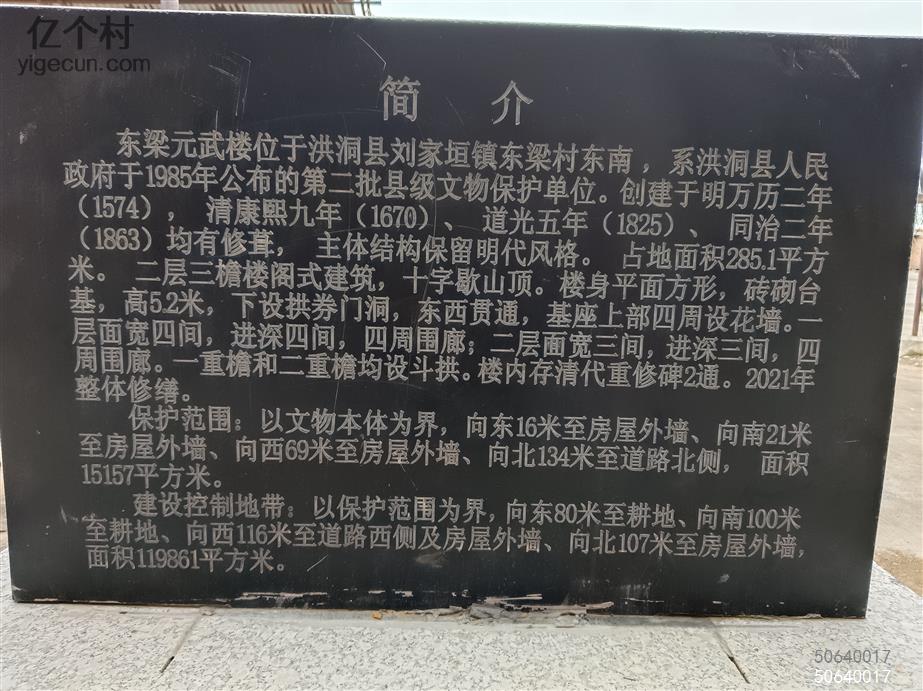 亿个村
yigecun.com
简 介
东梁元武楼位于洪洞县刘家垣镇东梁村东南，系洪洞县人民
政府于1985年公布的第二批县级文物保护单位。创建于明万历二年
（1574），清康熙九年（1670）、道光五年（1825）、同治二年
（1863）均有修葺，主体结构保留明代风格。占地面积285.1平方
米。二层三檐楼阁式建筑，十字歇山顶。楼身平面方形，砖砌台
基，高5.2米，下设拱券门洞，东西贯通，基座上部四周设花墙。一
层面宽四间，进深四间，四周围廊；二层面宽三间，进深三间，四
周围廊。一重檐和二重檐均设斗拱。楼内存清代重修碑2通。2021年
整体修缮。
保护范围：以文物本体为界，向东16米至房屋外墙、向南21米
至房屋外墙、向西69米至房屋外墙、向北134米至道路北侧，面积
15157平方米。
建设控制地带：以保护范围为界，向东80米至耕地、向南100米
至耕地、向西116米至道路西侧及房屋外墙、向北107米至房屋外墙，
面积119861平方米。
50640017
50640017